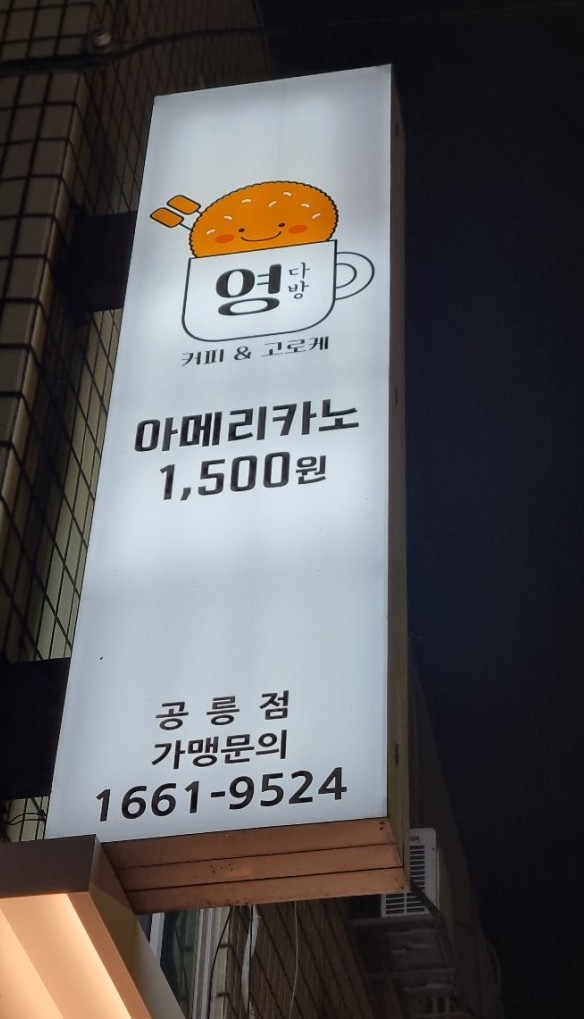 영다방
커피 & 고로케
아메리카노
1,500원
공릉점
가맹문의
1661-9524